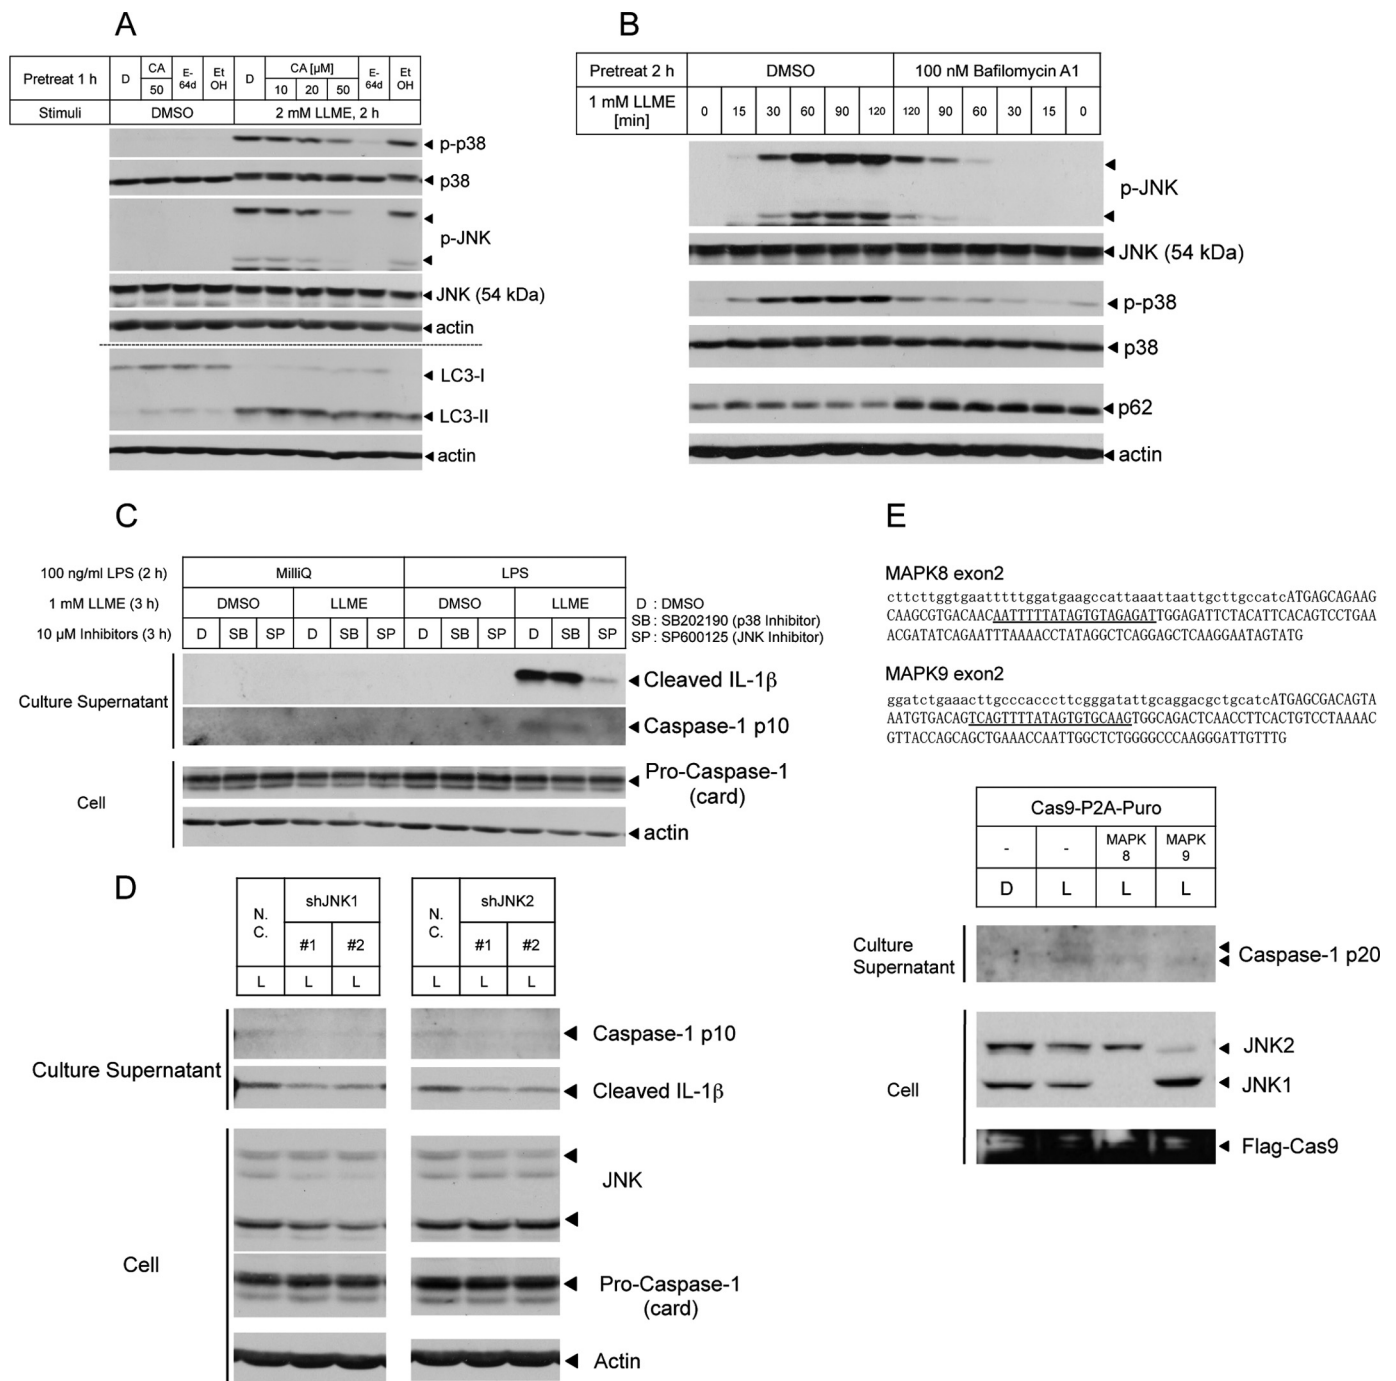 A
Pretreat 1 h
D
CA
50
E-
64d
Et
OH
D
CA [µM]
10
20
50
E-
64d
Et
OH
Stimuli
DMSO
2 mM LLME, 2 h
p-p38
p38
p-JNK
JNK (54 kDa)
actin
LC3-I
LC3-II
actin
B
Pretreat 2 h
DMSO
100 nM Bafilomycin A1
1 mM LLME
[min]
0 15 30 60 90 120 120 90 60 30 15 0
p-JNK
JNK (54 kDa)
p-p38
p38
p62
actin
C
100 ng/ml LPS (2 h)
MilliQ
LPS
1 mM LLME (3 h)
DMSO
LLME
DMSO
LLME
10 µM Inhibitors (3 h)
D SB SP D SB SP D SB SP D SB SP
D : DMSO
SB : SB202190 (p38 Inhibitor)
SP : SP600125 (JNK Inhibitor)
Culture Supernatant
Cleaved IL-1β
Caspase-1 p10
Cell
Pro-Caspase-1
(card)
actin
D
N.
C.
shJNK1
#1 #2
L L L
N.
C.
shJNK2
#1 #2
L L L
Culture Supernatant
Caspase-1 p10
Cleaved IL-1β
Cell
JNK
Pro-Caspase-1
(card)
Actin
E
MAPK8 exon2
cttcttggtgaatttttggatgaagccattaaattaattgcttgccatcATGAGCAGAAG
CAAGCGTGACAACAATTTTTATAGTGTAGAGATTGGAGATTCTACATTCACAGTCCTGAA
ACGATATCAGAATTTAAAACCTATAGGCTCAGGAGCTCAAGGAATAGTATG
MAPK9 exon2
ggatctgaaacttgcccacccttcgggatattgcaggacgctgcatcATGAGCGACAGTA
AATGTGACAGTCAGTTTTATAGTGTGCAAGTGGCAGACTCAACCTTCACTGTCCTAAAAC
GTTACCAGCAGCTGAAACCAATTGGCTCTGGGGCCCAAGGGATTGTTTG
Cas9-P2A-Puro
-
-
MAPK
8
MAPK
9
D L L L
Culture
Supernatant
Caspase-1 p20
Cell
JNK2
JNK1
Flag-Cas9